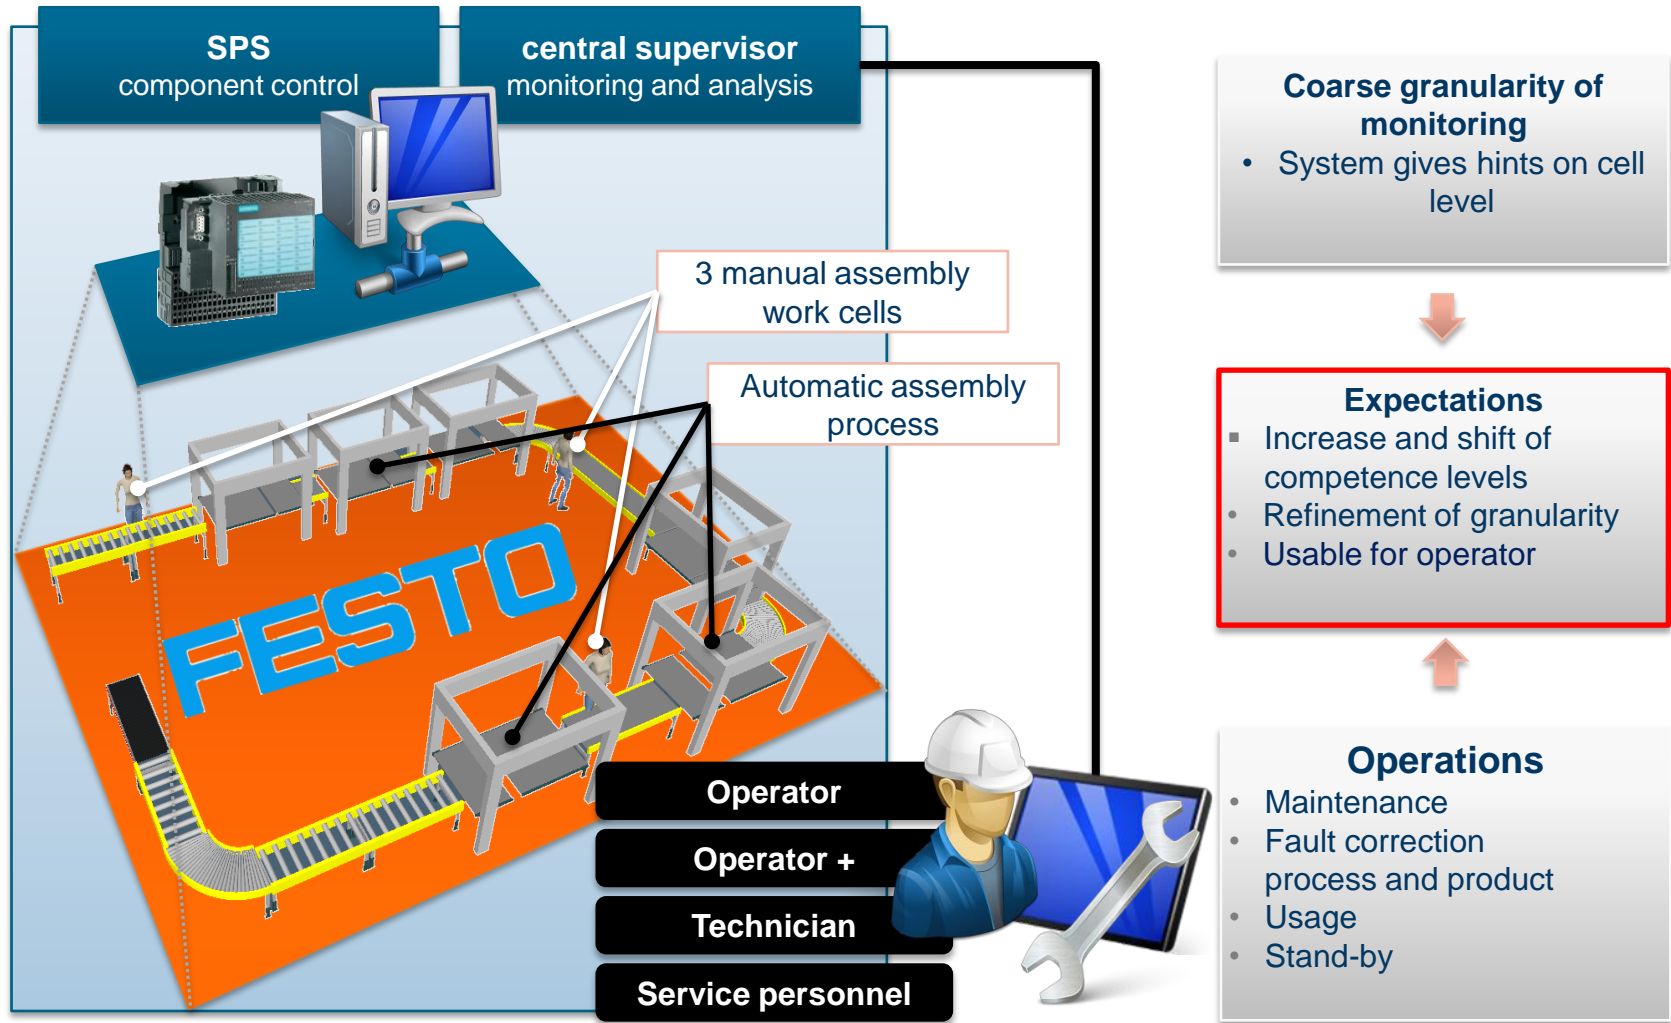 SPS
component control
central supervisor
monitoring and analysis
3 manual assembly
work cells
Automatic assembly
process
FESTO
Operator
Operator +
Technician
Service personnel
Coarse granularity of
monitoring
• System gives hints on cell
level
Expectations
▪ Increase and shift of
competence levels
• Refinement of granularity
• Usable for operator
Operations
• Maintenance
• Fault correction
process and product
• Usage
• Stand-by